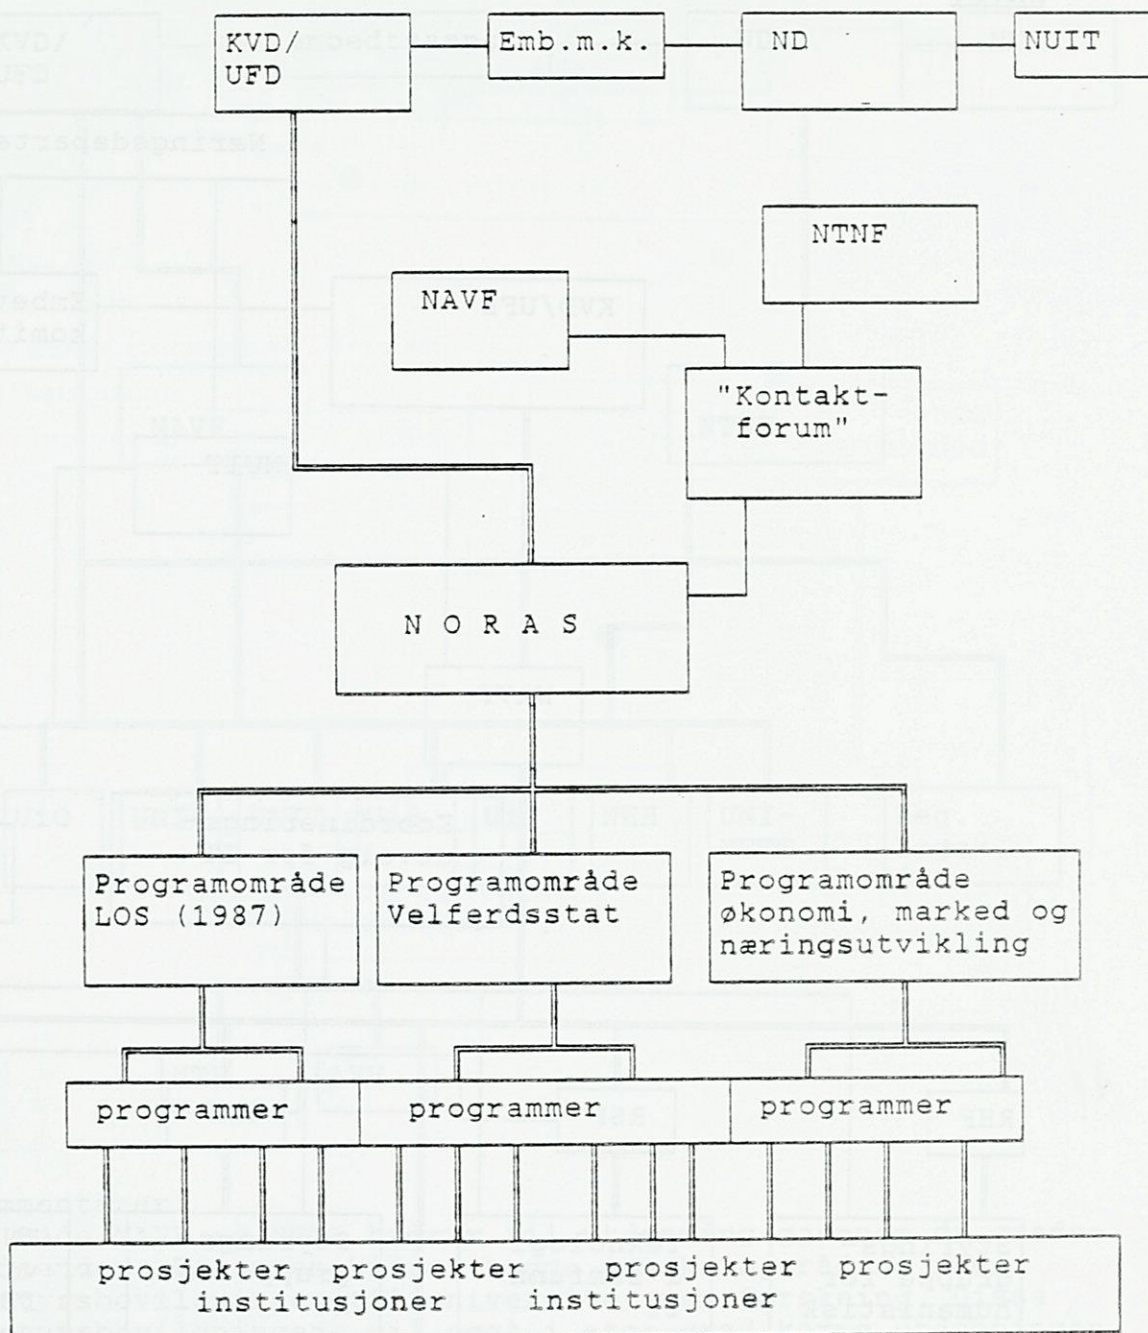 KVD/
UFD
Emb.m.k.
ND
NUIT
NTNF
NAVF
"Kontakt-
forum"
N O R A S
Programområde
LOS (1987)
Programområde
Velferdsstat
Programområde
økonomi, marked og
næringsutvikling
programmer
programmer
programmer
prosjekter prosjekter prosjekter prosjekter
institusjoner institusjoner